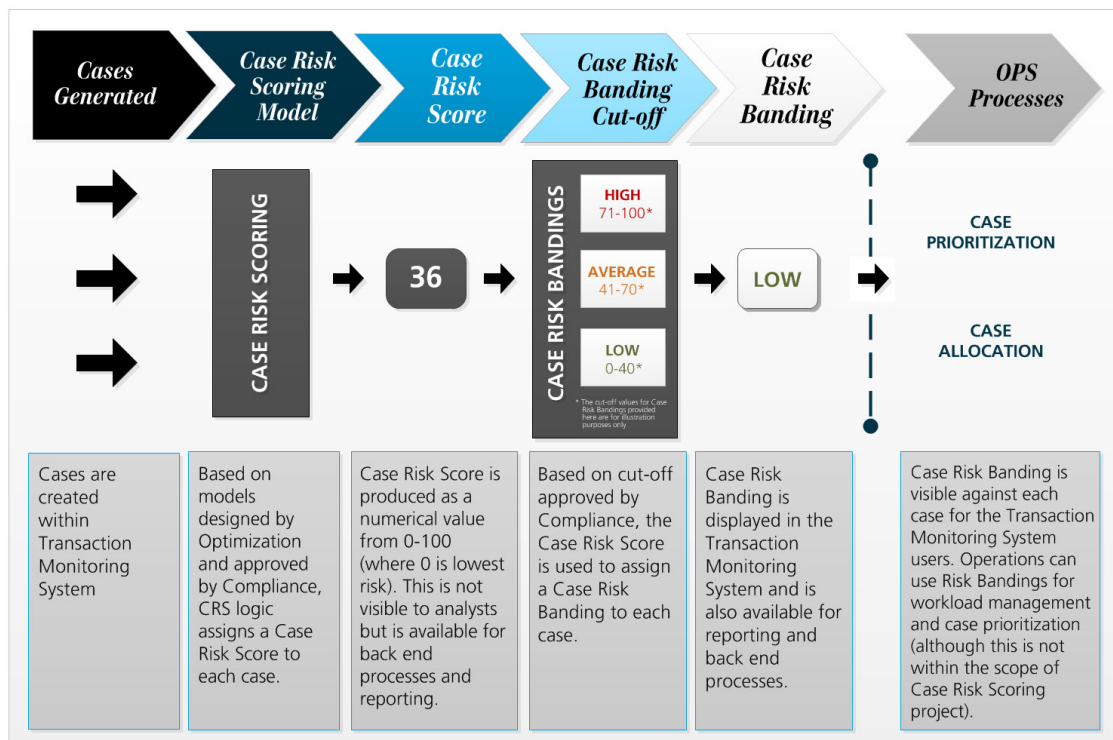 Cases
Generated
Case Risk
Scoring
Model
Case
Risk
Score
Case Risk
Banding
Cut-off
Case
Risk
Banding
OPS
Processes
CASE RISK SCORING
36
CASE RISK BANDINGS
HIGH
71-100*
AVERAGE
41-70*
LOW
0-40*
* The cut-off values for Case
Risk Bandings provided
here are for illustration
purposes only
LOW
CASE
PRIORITIZATION
CASE
ALLOCATION
Cases are
created
within
Transaction
Monitoring
System
Based on
models
designed by
Optimization
and approved
by Compliance,
CRS logic
assigns a Case
Risk Score to
each case.
Case Risk Score is
produced as a
numerical value
from 0-100
(where 0 is lowest
risk). This is not
visible to analysts
but is available for
back end
processes and
reporting.
Based on cut-off
approved by
Compliance, the
Case Risk Score
is used to assign
a Case Risk
Banding to each
case.
Case Risk
Banding is
displayed in the
Transaction
Monitoring
System and is
also available for
reporting and
back end
processes.
Case Risk Banding is
visible against each
case for the Transaction
Monitoring System
users. Operations can
use Risk Bandings for
workload management
and case prioritization
(although this is not
within the scope of
Case Risk Scoring
project).